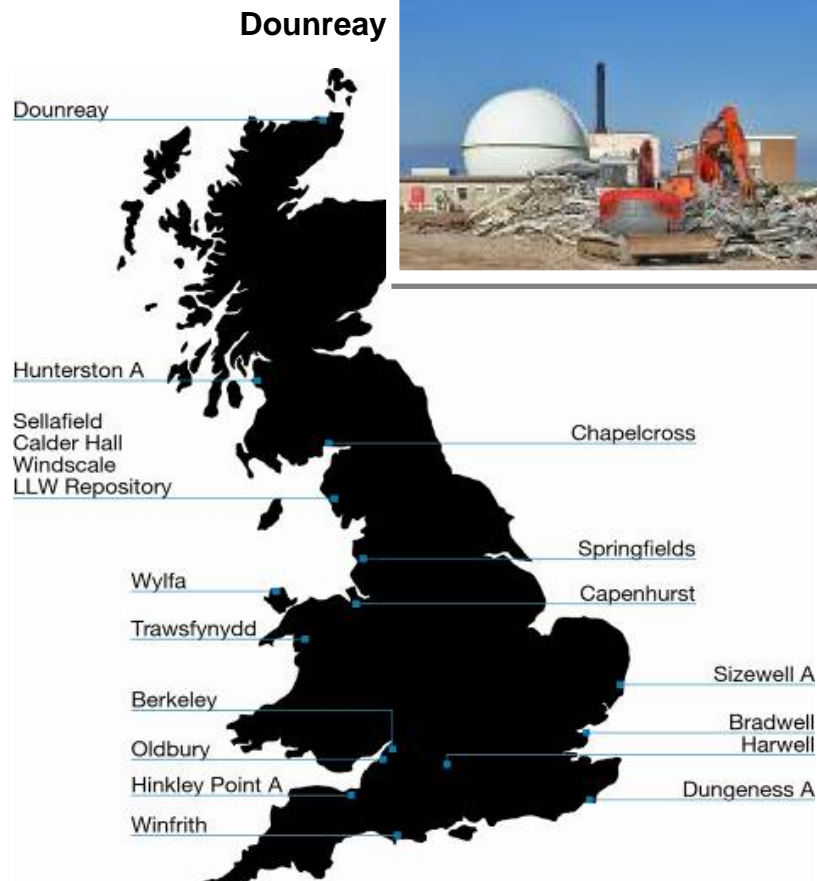 Dounreay
Dounreay
Hunterston A
Sellafield
Calder Hall
Windscale
LLW Repository
Chapelcross
Springfields
Wylfa
Capenhurst
Trawsfynydd
Sizewell A
Berkeley
Bradwell
Oldbury
Harwell
Hinkley Point A
Dungeness A
Winfrith